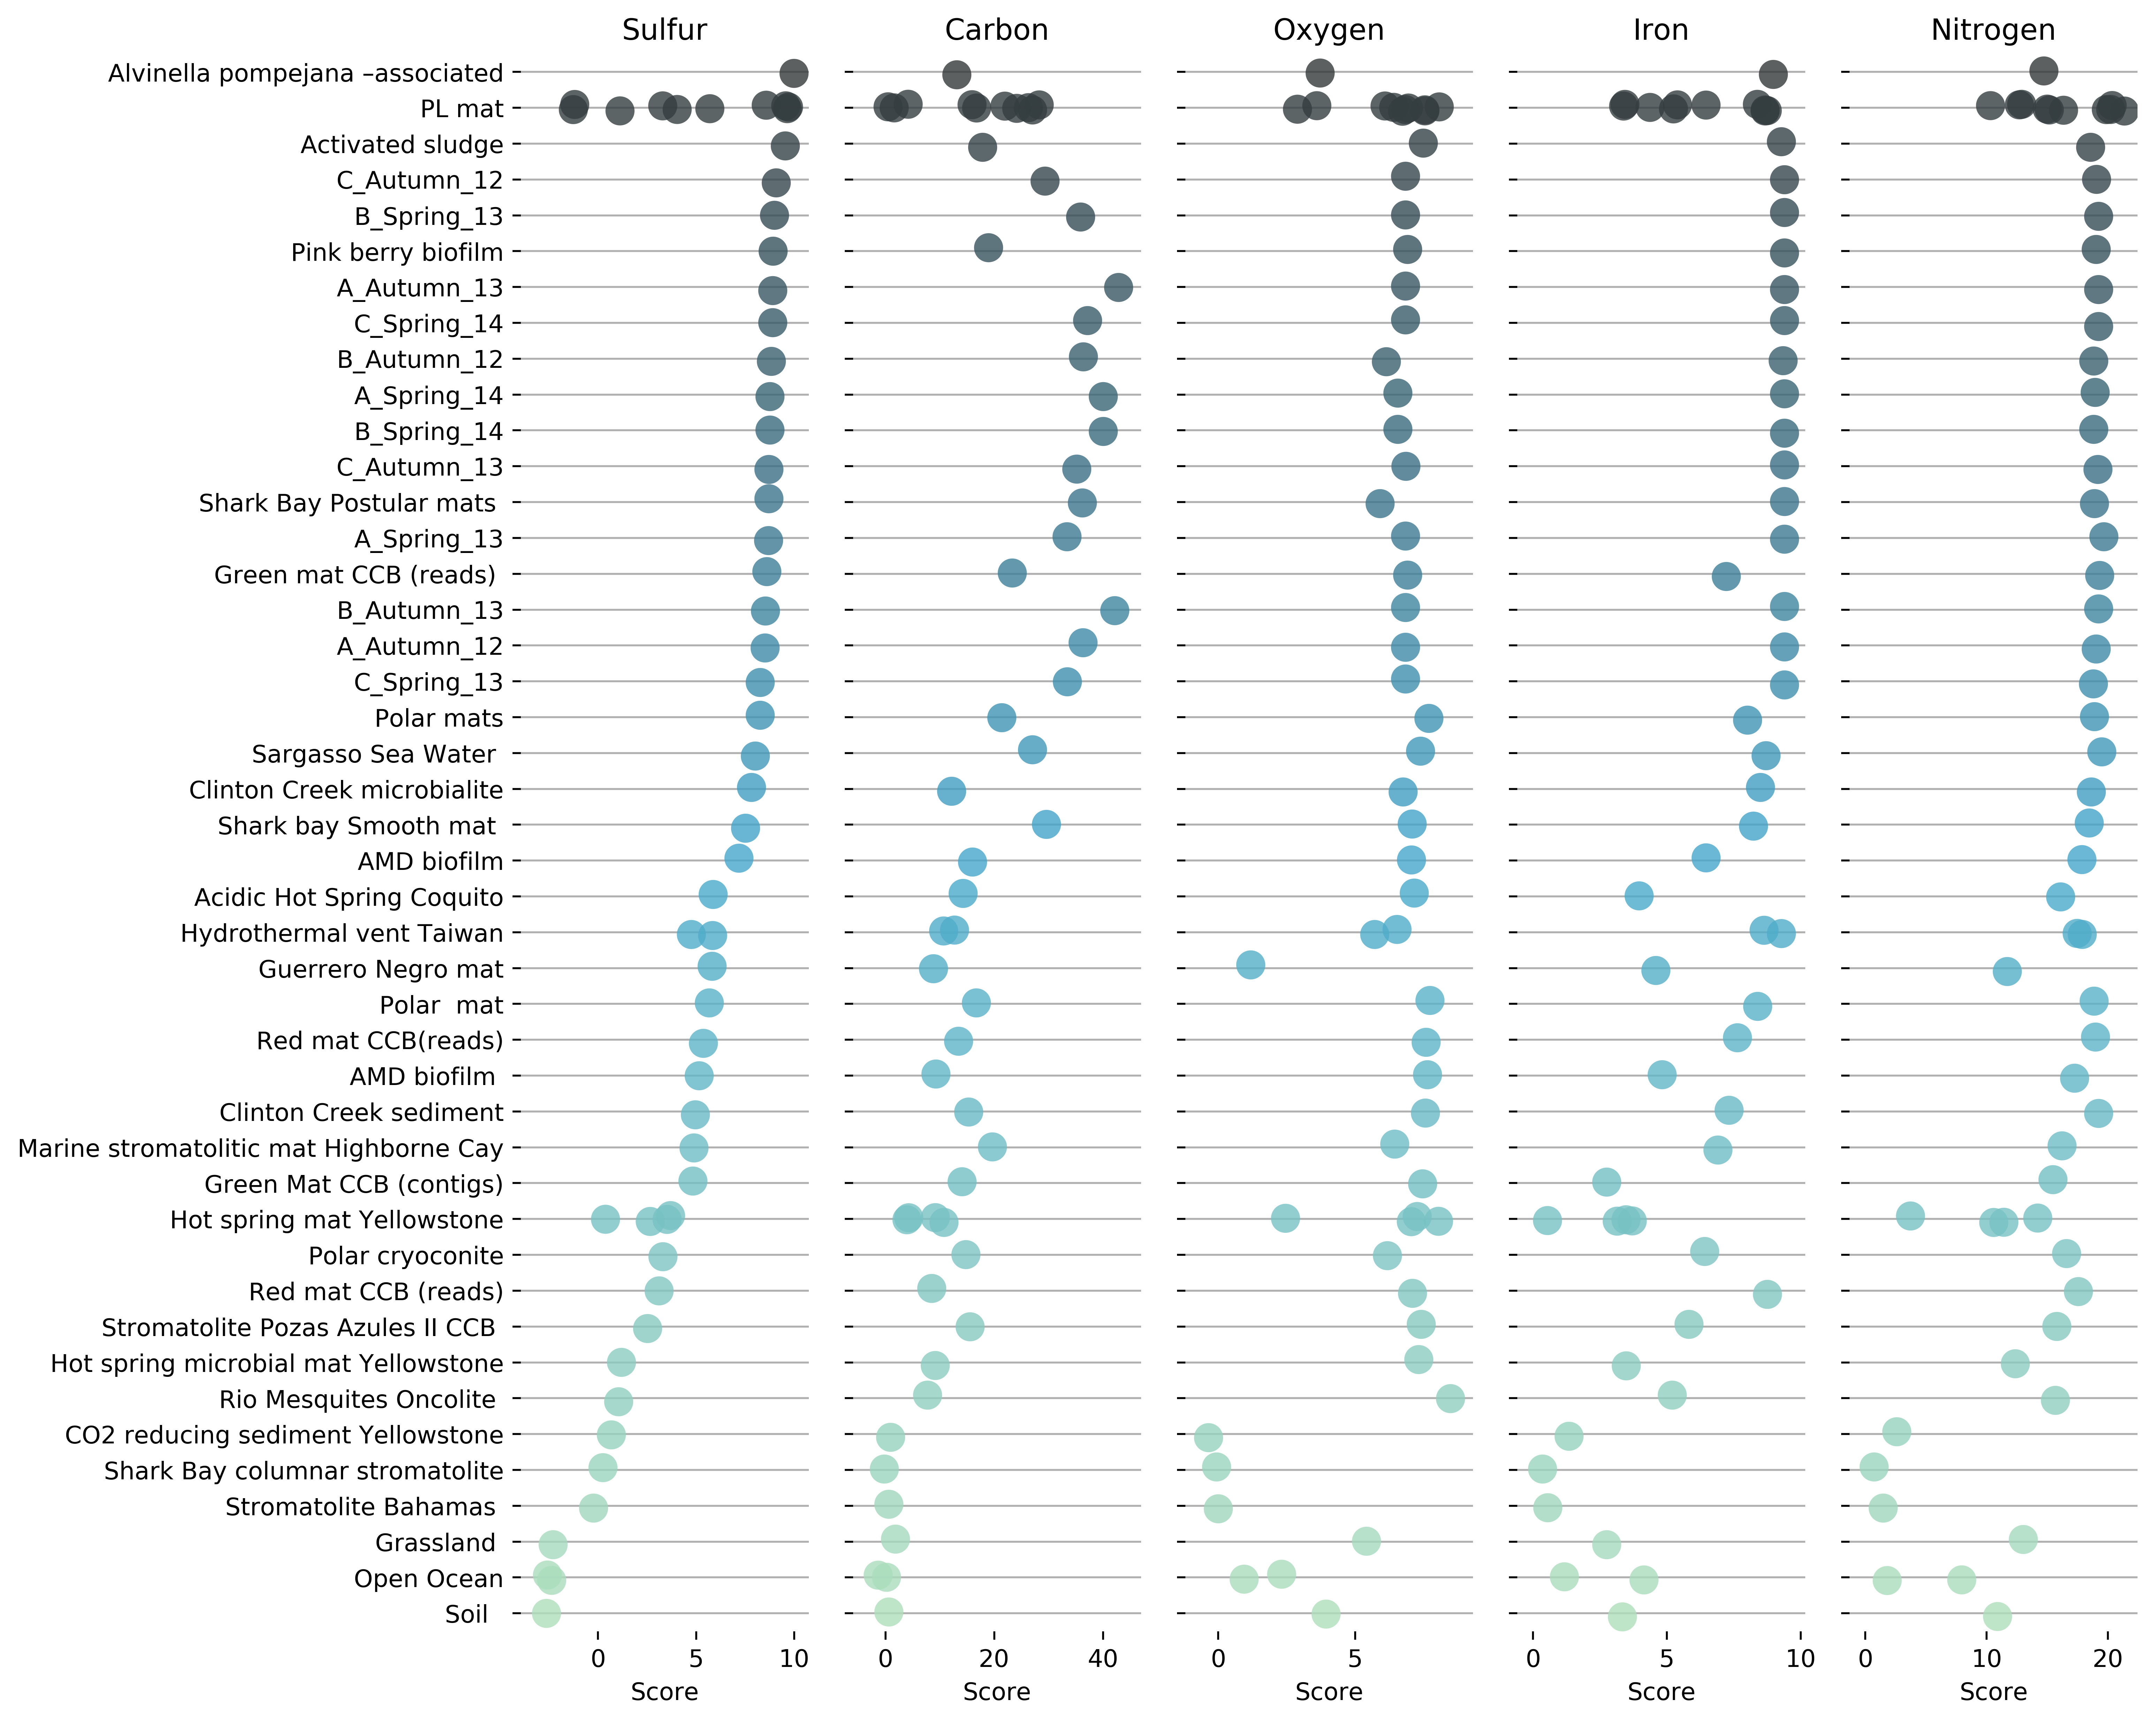 Sulfur Carbon Oxygen Iron Nitrogen
Alvinella pompejana –associated
PL mat
Activated sludge
C_Autumn_12
B_Spring_13
Pink berry biofilm
A_Autumn_13
C_Spring_14
B_Autumn_12
A_Spring_14
B_Spring_14
C_Autumn_13
Shark Bay Postular mats
A_Spring_13
Green mat CCB (reads)
B_Autumn_13
A_Autumn_12
C_Spring_13
Polar mats
Sargasso Sea Water
Clinton Creek microbialite
Shark bay Smooth mat
AMD biofilm
Acidic Hot Spring Coquito
Hydrothermal vent Taiwan
Guerrero Negro mat
Polar  mat
Red mat CCB(reads)
AMD biofilm
Clinton Creek sediment
Marine stromatolitic mat Highborne Cay
Green Mat CCB (contigs)
Hot spring mat Yellowstone
Polar cryoconite
Red mat CCB (reads)
Stromatolite Pozas Azules II CCB
Hot spring microbial mat Yellowstone
Rio Mesquites Oncolite
CO2 reducing sediment Yellowstone
Shark Bay columnar stromatolite
Stromatolite Bahamas
Grassland
Open Ocean
Soil
0 5 10 0 20 40 0 5 0 5 10 0 10 20
Score Score Score Score Score